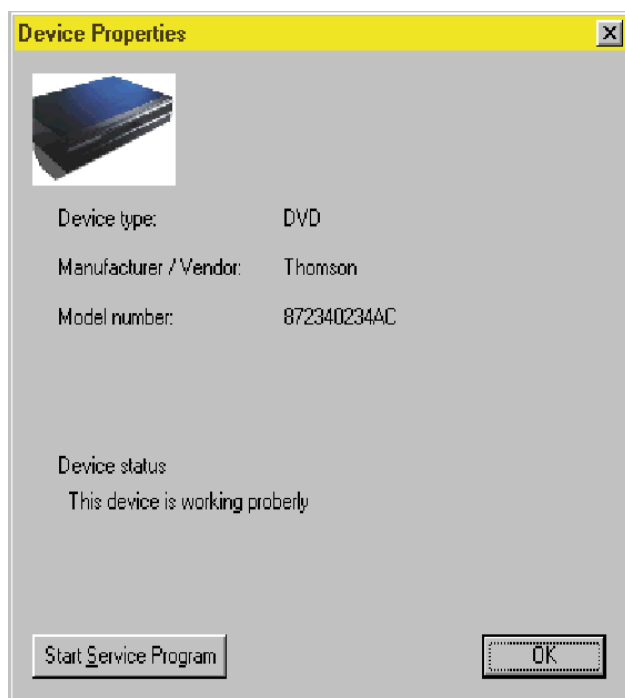 Device Properties
Device type: DVD
Manufacturer / Vendor: Thomson
Model number: 872340234AC
Device status
This device is working proberly
Start Service Program OK